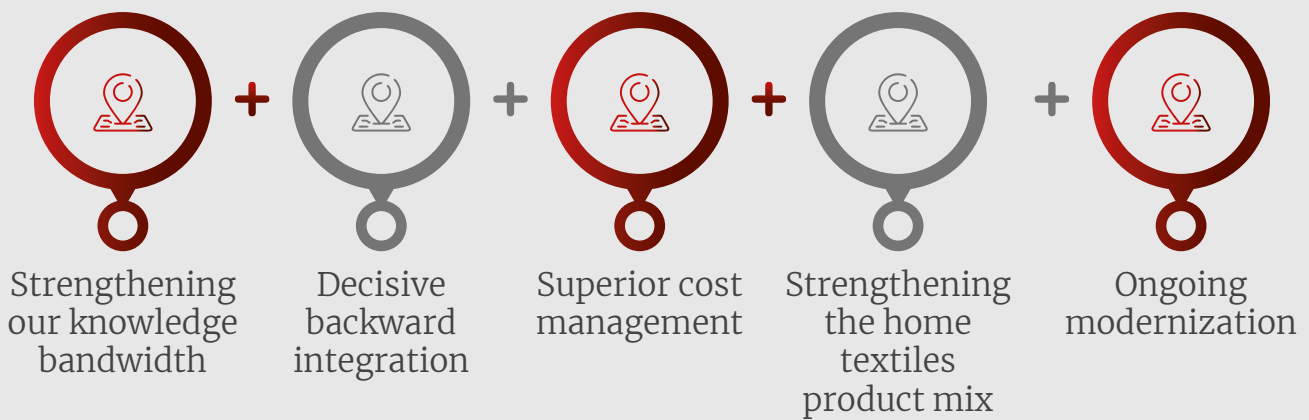 Strengthening
our knowledge
bandwidth
Decisive
backward
integration
Superior cost
management
Strengthening
the home
textiles
product mix
Ongoing
modernization